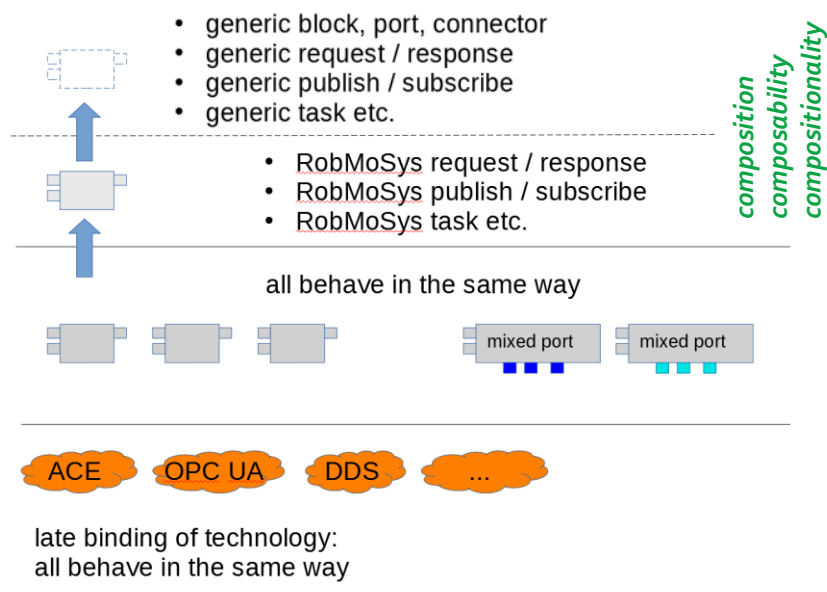 • generic block, port, connector
• generic request / response
• generic publish / subscribe
• generic task etc.
composition
composability
compositionality
• RobMoSys request / response
• RobMoSys publish / subscribe
• RobMoSys task etc.
all behave in the same way
mixed port
mixed port
ACE
OPC UA
DDS
...
late binding of technology:
all behave in the same way